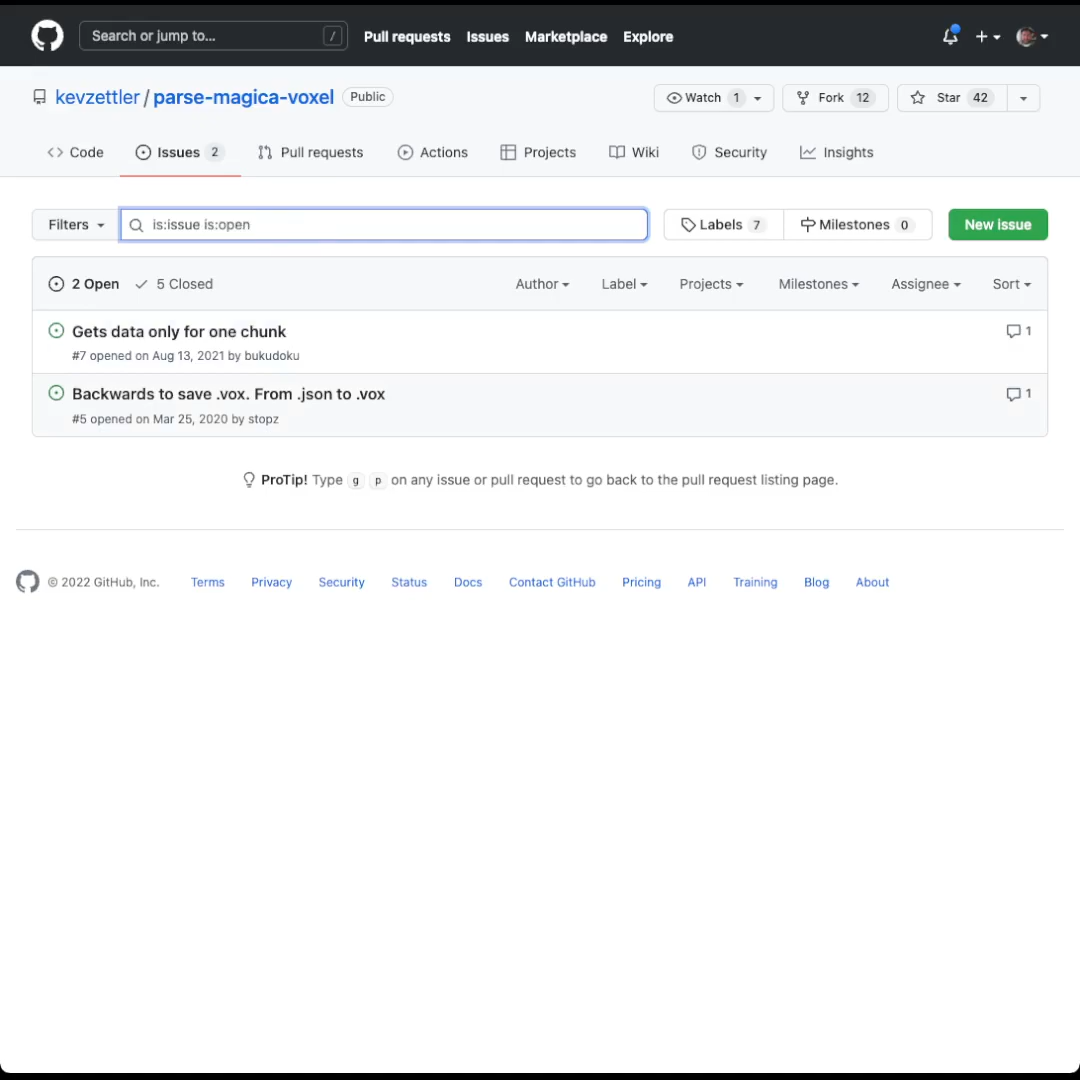 Search or jump to... / Pull requests Issues Marketplace Explore
kevzettler / parse-magica-voxel Public Watch 1 Fork 12 Star 42
Code Issues 2 Pull requests Actions Projects Wiki Security Insights
Filters is:issue is:open Labels 7 Milestones 0 New issue
2 Open 5 Closed Author Label Projects Milestones Assignee Sort
Gets data only for one chunk 1
#7 opened on Aug 13, 2021 by bukudoku
Backwards to save .vox. From .json to .vox 1
#5 opened on Mar 25, 2020 by stopz
ProTip! Type g p on any issue or pull request to go back to the pull request listing page.
© 2022 GitHub, Inc. Terms Privacy Security Status Docs Contact GitHub Pricing API Training Blog About